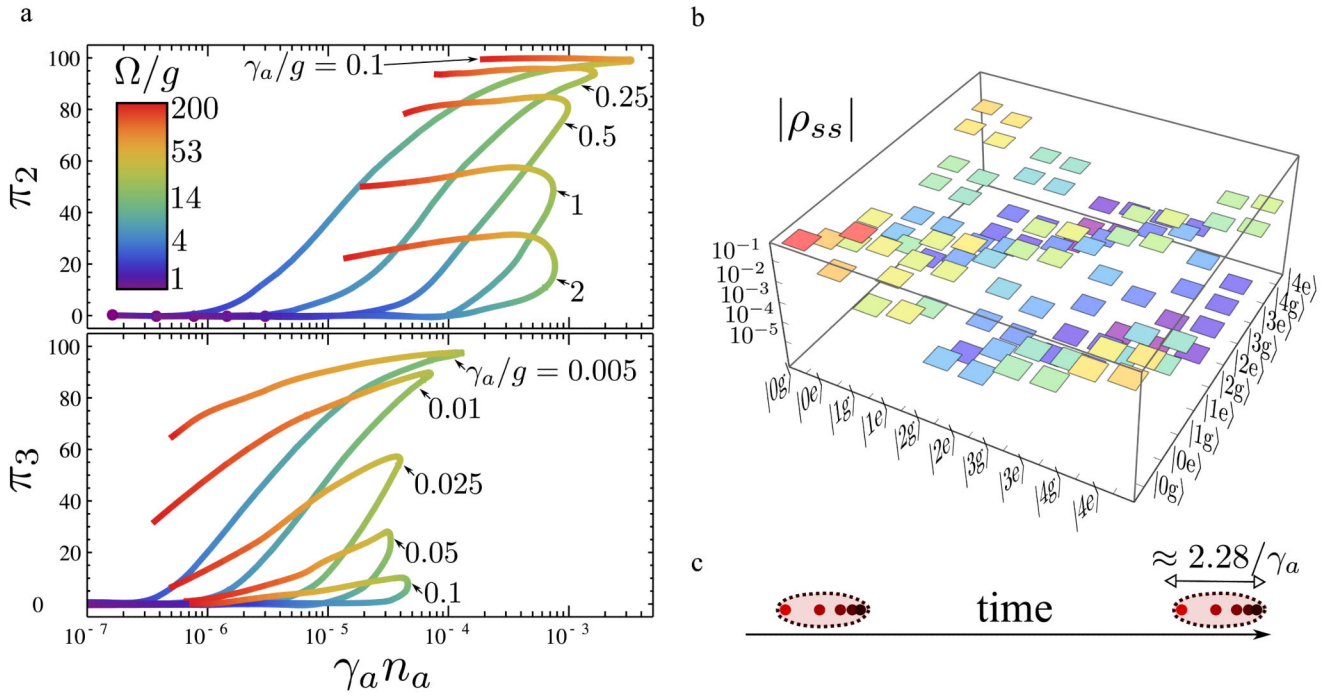 a
100
80
60
40
20
0
π₂
Ω/g
200
53
14
4
1
γₐ/g = 0.1
0.25
0.5
1
2
100
80
60
40
20
0
π₃
γₐ/g = 0.005
0.01
0.025
0.05
0.1
10⁻⁷
10⁻⁶
10⁻⁵
10⁻⁴
10⁻³
γₐnₐ
b
|ρₛₛ|
10⁻¹
10⁻²
10⁻³
10⁻⁴
10⁻⁵
|0g⟩
|0e⟩
|1g⟩
|1e⟩
|2g⟩
|2e⟩
|3g⟩
|3e⟩
|4g⟩
|4e⟩
|4e⟩
|4g⟩
|3e⟩
|3g⟩
|2e⟩
|2g⟩
|1e⟩
|1g⟩
|0e⟩
|0g⟩
c
≈ 2.28/γₐ
time